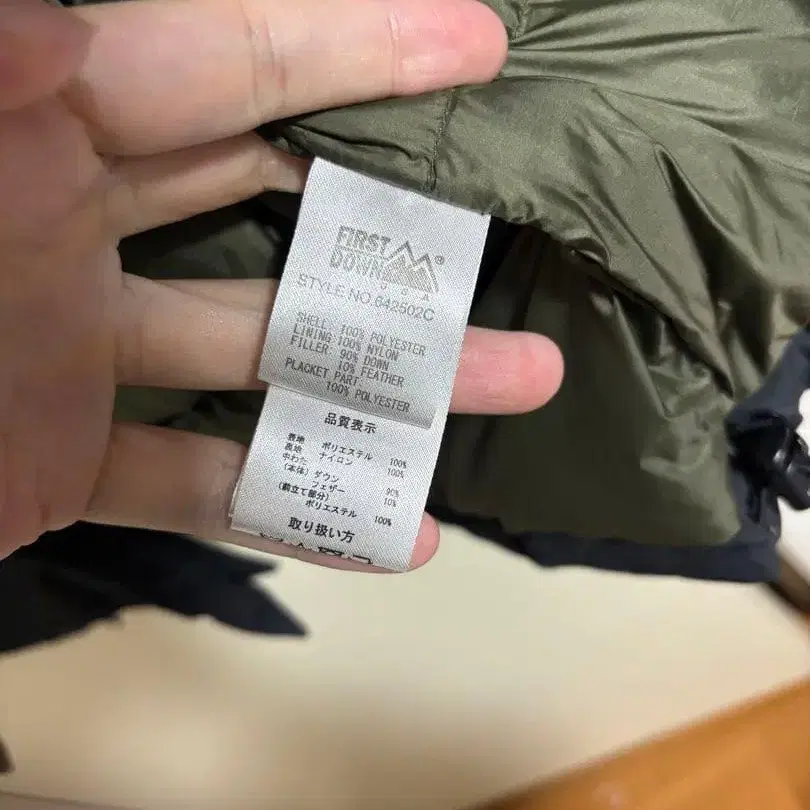 FIRST
DOWN®
USA
STYLE.NO.642502C
SHELL: 100% POLYESTER
LINING 100% NYLON
FILLER: 90% DOWN
10% FEATHER
PLACKET PART:
100% POLYESTER
品質表示
表地 ポリエステル 100%
裏地 ナイロン 100%
中わた
(本体) ダウン 90%
フェザー 10%
(前立て部分)
ポリエステル 100%
取り扱い方